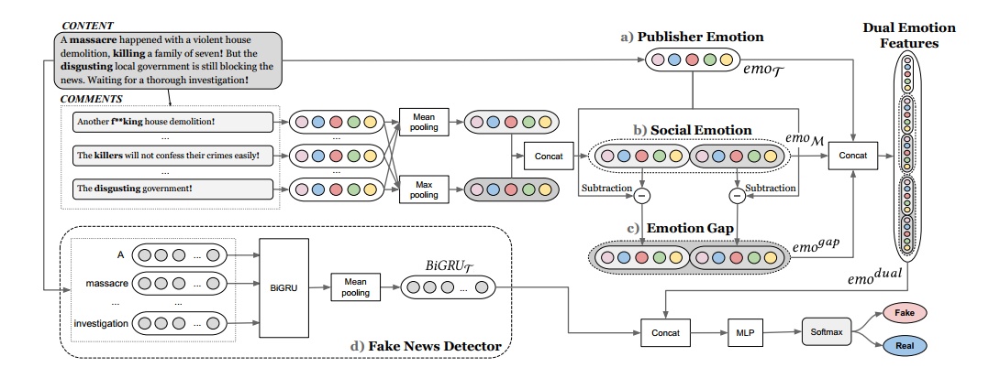 CONTENT
A massacre happened with a violent house
demolition, killing a family of seven! But the
disgusting local government is still blocking the
news. Waiting for a thorough investigation!
COMMENTS
Another f**king house demolition!
...
The killers will not confess their crimes easily!
...
The disgusting government!
...
...
Mean
pooling
Max
pooling
Concat
a) Publisher Emotion
emo𝒯
b) Social Emotion
emoℳ
Subtraction
−
−
Subtraction
c) Emotion Gap
emo^gap
Concat
Dual Emotion
Features
emo^dual
A
...
massacre
...
...
...
investigation
...
BiGRU
Mean
pooling
BiGRU𝒯
...
d) Fake News Detector
Concat
MLP
Softmax
Fake
Real